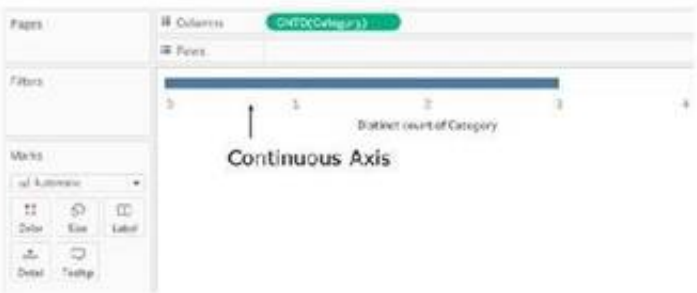 Pages
Columns
CNTD(Category)
Rows
Filters
0 1 2 3 4
Distinct count of Category
Continuous Axis
Marks
Automatic
Color Size Label
Detail Tooltip